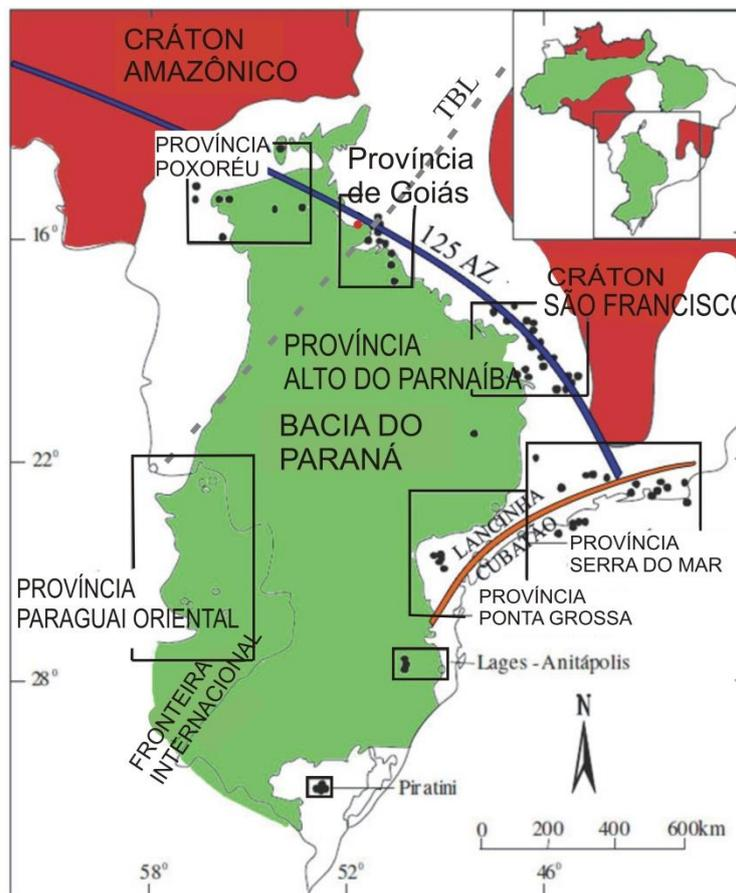 CRÁTON
AMAZÔNICO
TBL
PROVÍNCIA
POXORÉU
Província
de Goiás
16°
125 AZ
CRÁTON
SÃO FRANCISCO
PROVÍNCIA
ALTO DO PARNAÍBA
BACIA DO
PARANÁ
22°
LANCINHA
CUBATÃO
PROVÍNCIA
SERRA DO MAR
PROVÍNCIA
PARAGUAI ORIENTAL
PROVÍNCIA
PONTA GROSSA
FRONTEIRA
INTERNACIONAL
28°
Lages - Anitápolis
N
Piratini
0 200 400 600km
58° 52° 46°